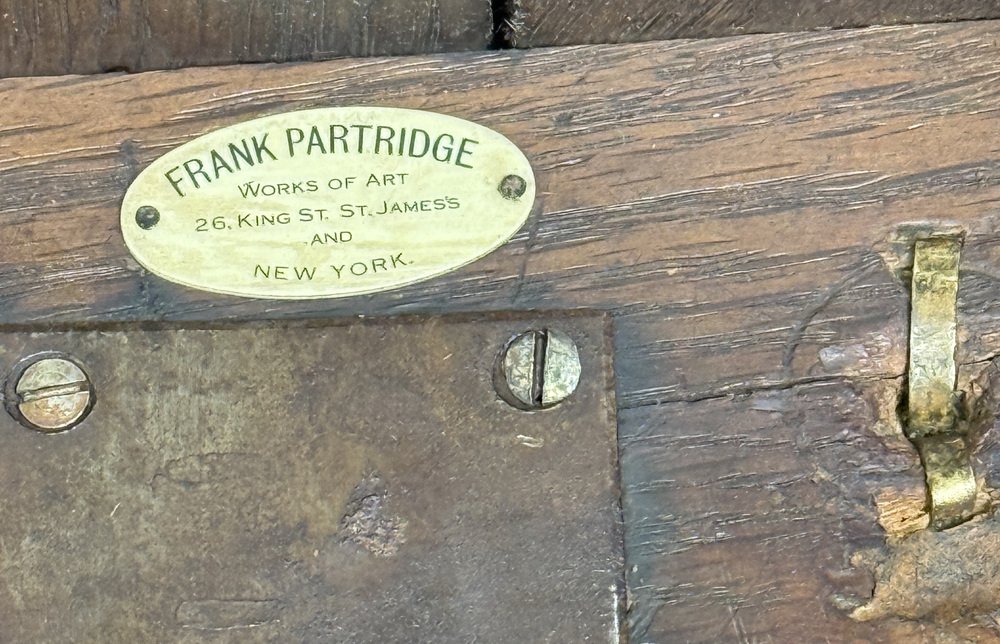 FRANK PARTRIDGE
WORKS OF ART
26, KING ST. ST. JAMES'S
AND
NEW YORK.